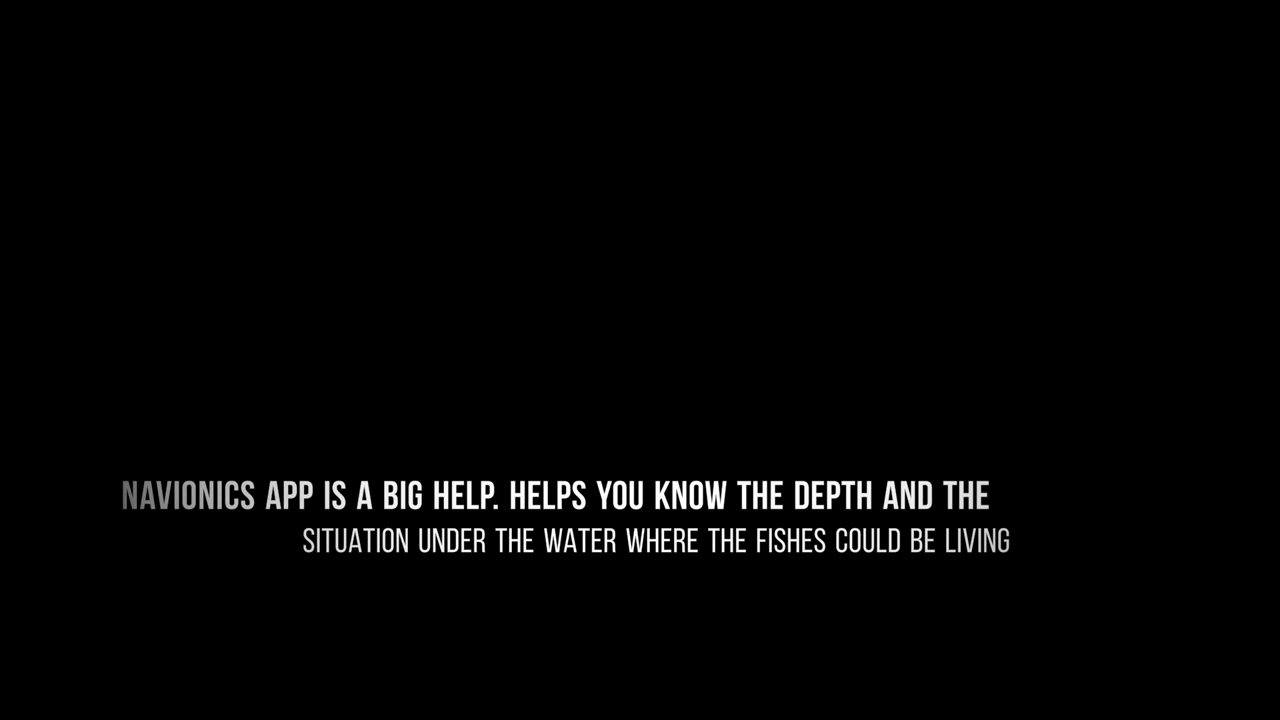 NAVIONICS APP IS A BIG HELP. HELPS YOU KNOW THE DEPTH AND THE
SITUATION UNDER THE WATER WHERE THE FISHES COULD BE LIVING